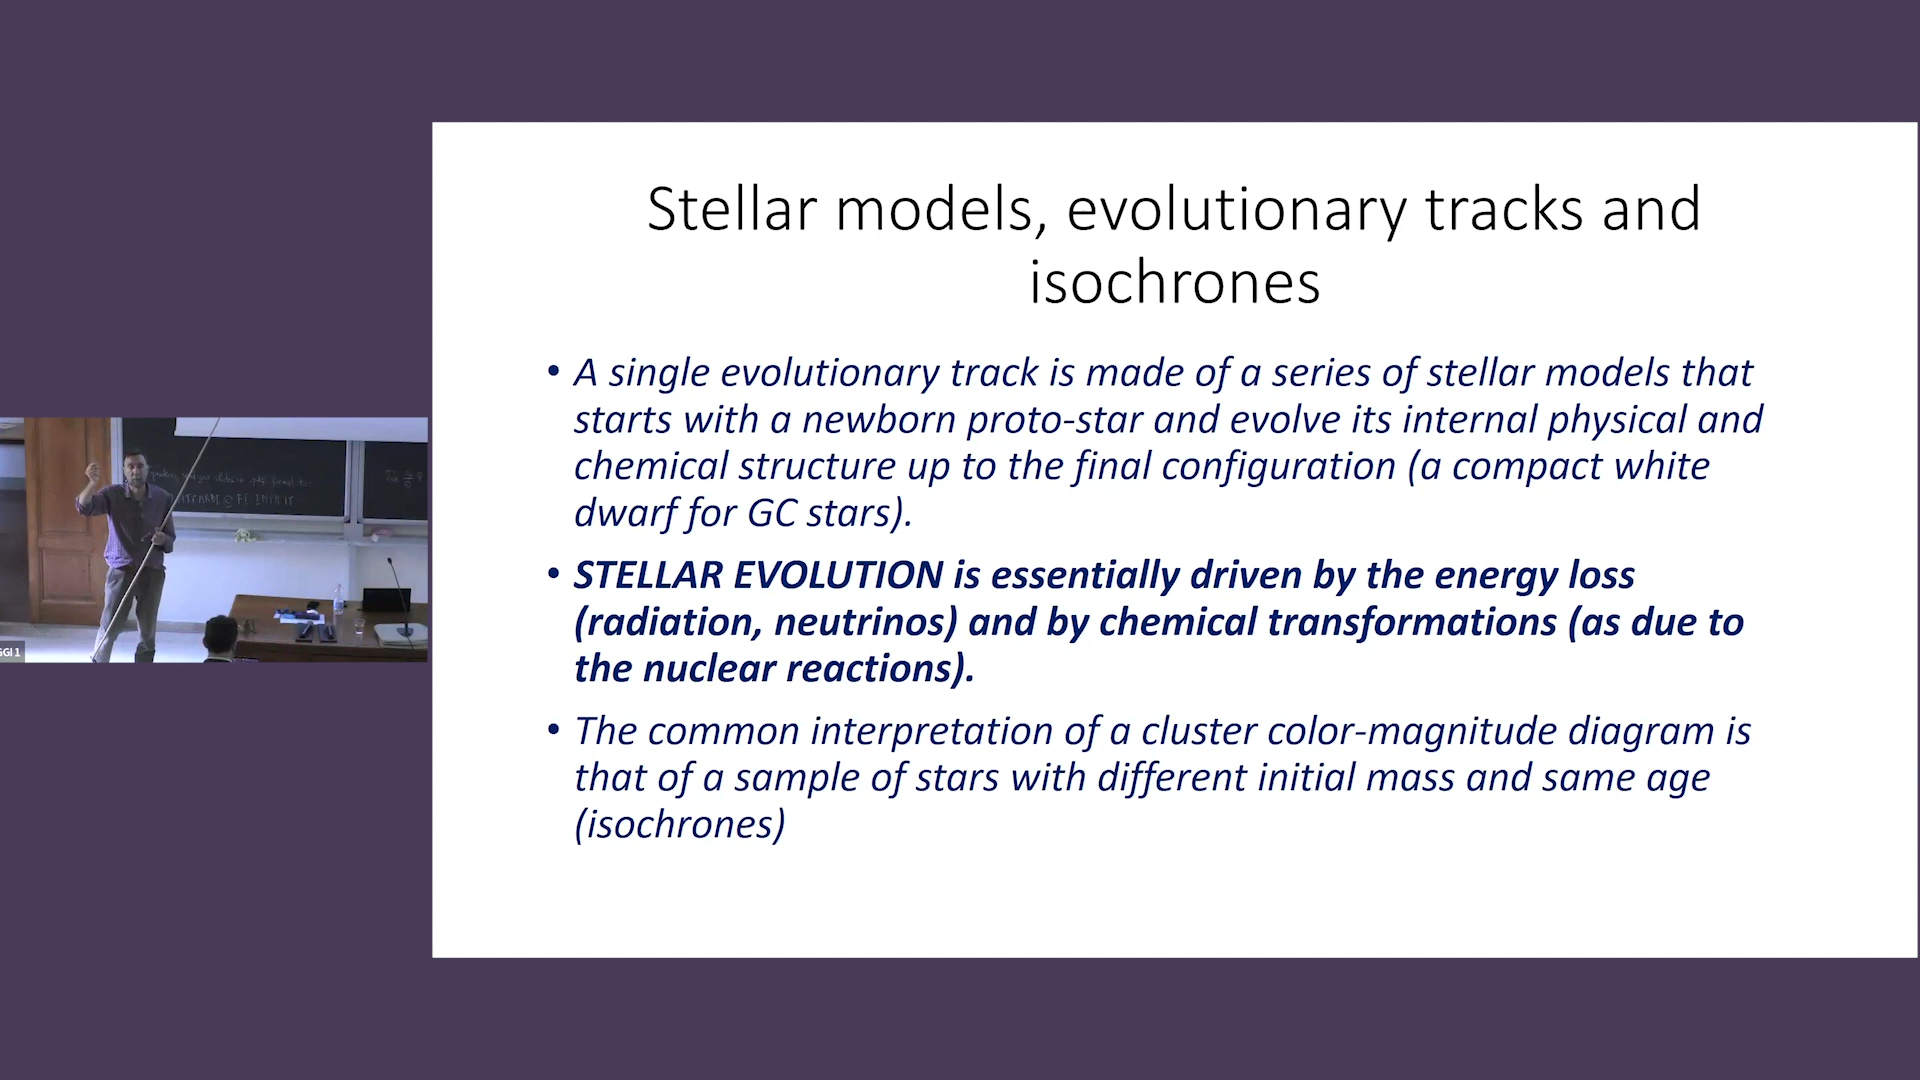 Stellar models, evolutionary tracks and
isochrones
• A single evolutionary track is made of a series of stellar models that
starts with a newborn proto-star and evolve its internal physical and
chemical structure up to the final configuration (a compact white
dwarf for GC stars).
• STELLAR EVOLUTION is essentially driven by the energy loss
(radiation, neutrinos) and by chemical transformations (as due to
the nuclear reactions).
• The common interpretation of a cluster color-magnitude diagram is
that of a sample of stars with different initial mass and same age
(isochrones)
GGI 1